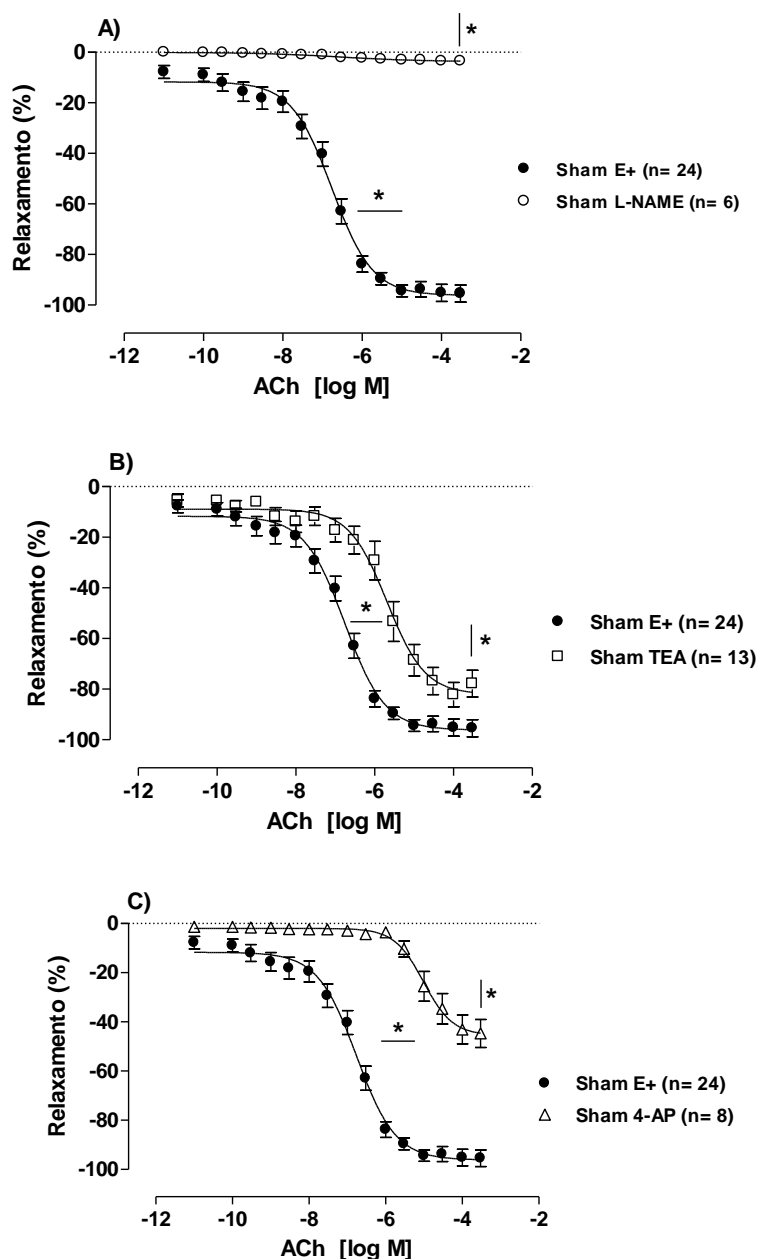 A)
*
0
-20
-40
-60
-80
-100
Relaxamento (%)
*
Sham E+ (n= 24)
Sham L-NAME (n= 6)
-12 -10 -8 -6 -4 -2
ACh [log M]
B)
0
-20
-40
-60
-80
-100
Relaxamento (%)
*
*
Sham E+ (n= 24)
Sham TEA (n= 13)
-12 -10 -8 -6 -4 -2
ACh [log M]
C)
0
-20
-40
-60
-80
-100
Relaxamento (%)
*
*
Sham E+ (n= 24)
Sham 4-AP (n= 8)
-12 -10 -8 -6 -4 -2
ACh [log M]